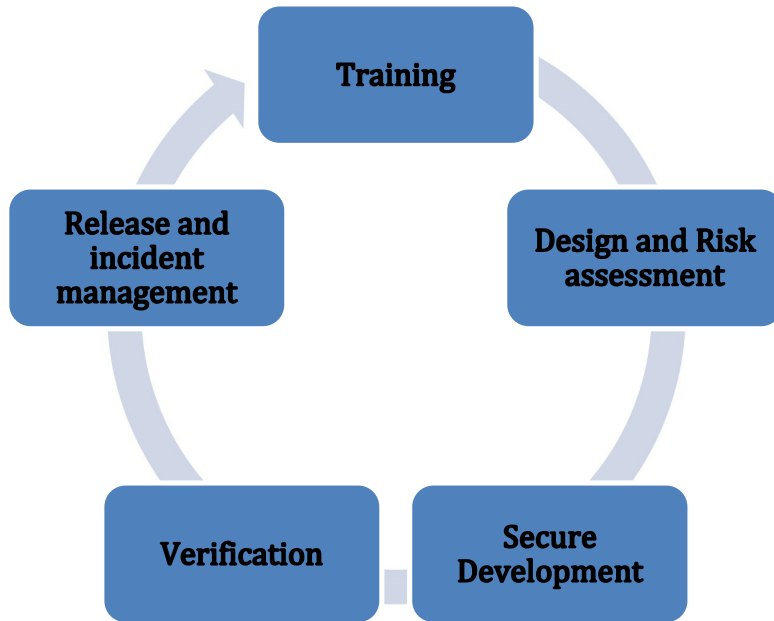 Training
Design and Risk
assessment
Secure
Development
Verification
Release and
incident
management